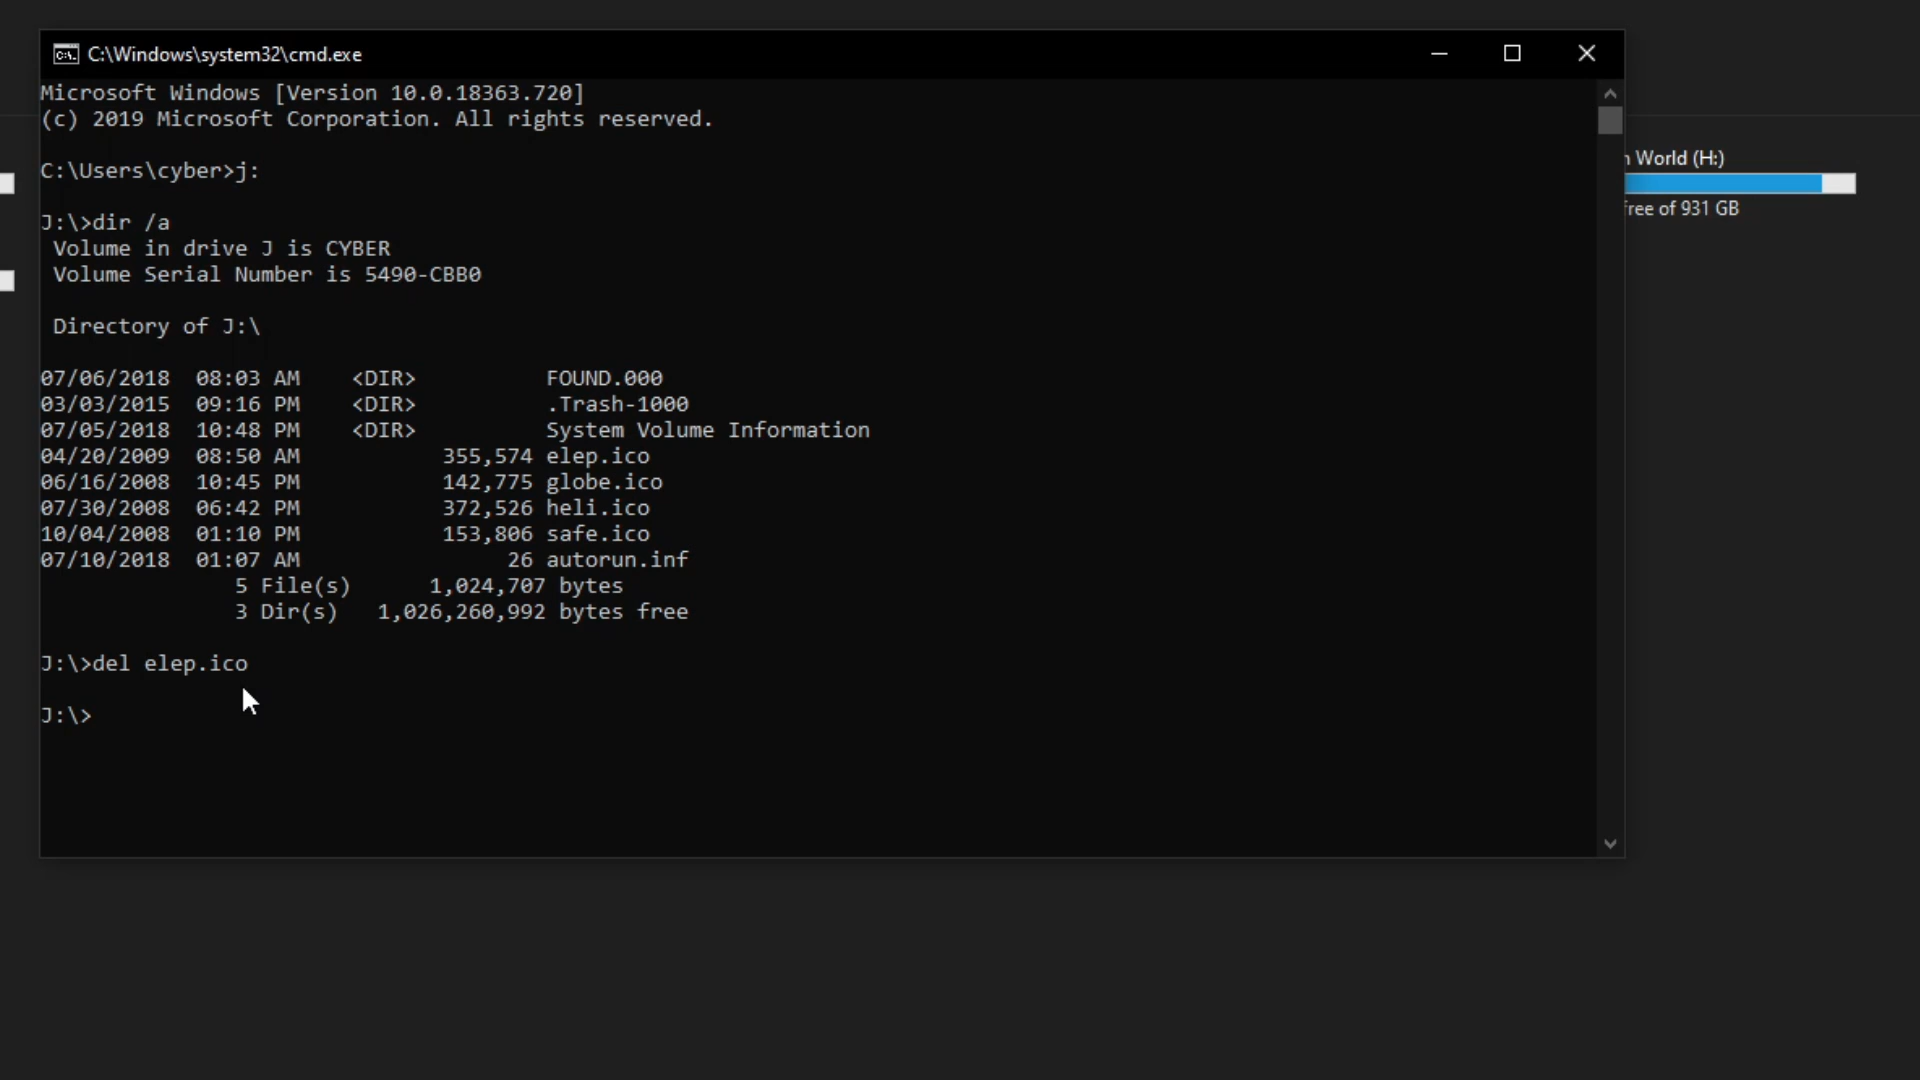 C:\Windows\system32\cmd.exe
Microsoft Windows [Version 10.0.18363.720]
(c) 2019 Microsoft Corporation. All rights reserved.
C:\Users\cyber>j:
J:\>dir /a
Volume in drive J is CYBER
Volume Serial Number is 5490-CBB0
Directory of J:\
07/06/2018  08:03 AM    <DIR>          FOUND.000
03/03/2015  09:16 PM    <DIR>          .Trash-1000
07/05/2018  10:48 PM    <DIR>          System Volume Information
04/20/2009  08:50 AM           355,574 elep.ico
06/16/2008  10:45 PM           142,775 globe.ico
07/30/2008  06:42 PM           372,526 heli.ico
10/04/2008  01:10 PM           153,806 safe.ico
07/10/2018  01:07 AM                26 autorun.inf
5 File(s)      1,024,707 bytes
3 Dir(s)   1,026,260,992 bytes free
J:\>del elep.ico
J:\>
World (H:)
free of 931 GB